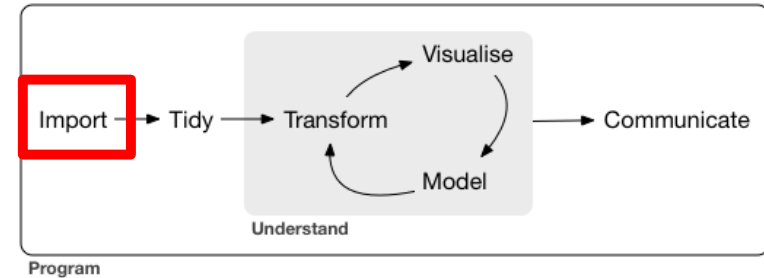 Visualise
Import
Tidy
Transform
Communicate
Model
Understand
Program